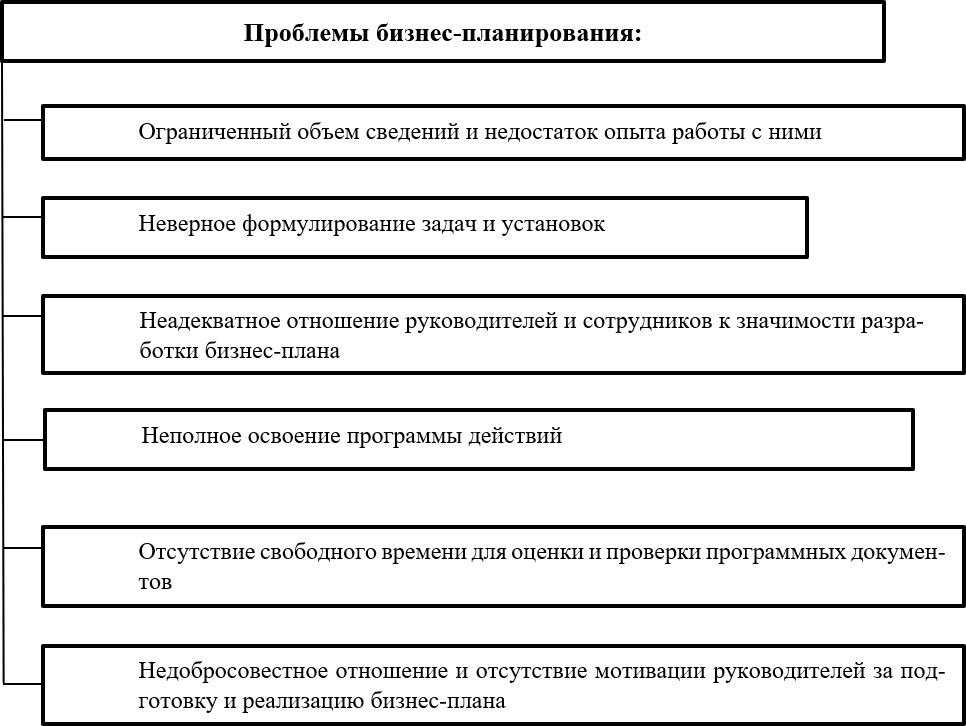 Проблемы бизнес-планирования:
Ограниченный объем сведений и недостаток опыта работы с ними
Неверное формулирование задач и установок
Неадекватное отношение руководителей и сотрудников к значимости разра-
ботки бизнес-плана
Неполное освоение программы действий
Отсутствие свободного времени для оценки и проверки программных докумен-
тов
Недобросовестное отношение и отсутствие мотивации руководителей за под-
готовку и реализацию бизнес-плана